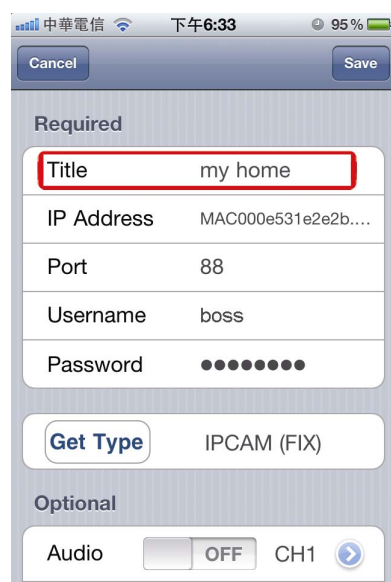 中華電信 下午6:33 95%
Cancel Save
Required
Title my home
IP Address MAC000e531e2e2b....
Port 88
Username boss
Password ●●●●●●●●
Get Type IPCAM (FIX)
Optional
Audio OFF CH1